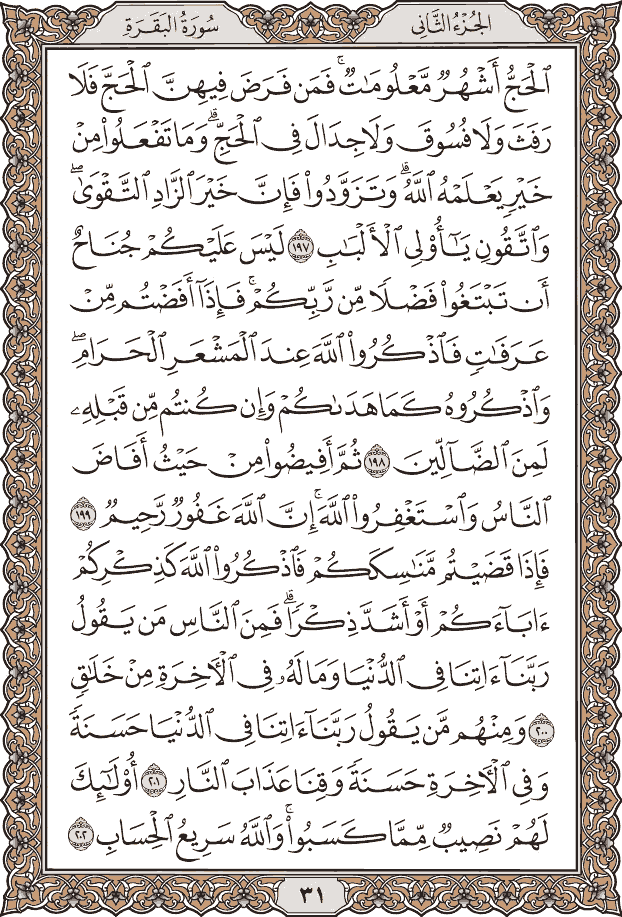 الجُزْءُ الثَّانِي
سُورَةُ البَقَرَةِ
ٱلۡحَجُّ أَشۡهُرٞ مَّعۡلُومَٰتٞۚ فَمَن فَرَضَ فِيهِنَّ ٱلۡحَجَّ فَلَا
رَفَثَ وَلَا فُسُوقَ وَلَا جِدَالَ فِي ٱلۡحَجِّۗ وَمَا تَفۡعَلُواْ مِنۡ
خَيۡرٖ يَعۡلَمۡهُ ٱللَّهُۗ وَتَزَوَّدُواْ فَإِنَّ خَيۡرَ ٱلزَّادِ ٱلتَّقۡوَىٰۖ
وَٱتَّقُونِ يَٰٓأُوْلِي ٱلۡأَلۡبَٰبِ ١٩٧ لَيۡسَ عَلَيۡكُمۡ جُنَاحٌ
أَن تَبۡتَغُواْ فَضۡلٗا مِّن رَّبِّكُمۡۚ فَإِذَآ أَفَضۡتُم مِّنۡ
عَرَفَٰتٖ فَٱذۡكُرُواْ ٱللَّهَ عِندَ ٱلۡمَشۡعَرِ ٱلۡحَرَامِۖ
وَٱذۡكُرُوهُ كَمَا هَدَىٰكُمۡ وَإِن كُنتُم مِّن قَبۡلِهِۦ
لَمِنَ ٱلضَّآلِّينَ ١٩٨ ثُمَّ أَفِيضُواْ مِنۡ حَيۡثُ أَفَاضَ
ٱلنَّاسُ وَٱسۡتَغۡفِرُواْ ٱللَّهَۚ إِنَّ ٱللَّهَ غَفُورٞ رَّحِيمٞ ١٩٩
فَإِذَا قَضَيۡتُم مَّنَٰسِكَكُمۡ فَٱذۡكُرُواْ ٱللَّهَ كَذِكۡرِكُمۡ
ءَابَآءَكُمۡ أَوۡ أَشَدَّ ذِكۡرٗاۗ فَمِنَ ٱلنَّاسِ مَن يَقُولُ
رَبَّنَآ ءَاتِنَا فِي ٱلدُّنۡيَا وَمَا لَهُۥ فِي ٱلۡأٓخِرَةِ مِنۡ خَلَٰقٖ
٢٠٠ وَمِنۡهُم مَّن يَقُولُ رَبَّنَآ ءَاتِنَا فِي ٱلدُّنۡيَا حَسَنَةٗ
وَفِي ٱلۡأٓخِرَةِ حَسَنَةٗ وَقِنَا عَذَابَ ٱلنَّارِ ٢٠١ أُوْلَٰٓئِكَ
لَهُمۡ نَصِيبٞ مِّمَّا كَسَبُواْۚ وَٱللَّهُ سَرِيعُ ٱلۡحِسَابِ ٢٠٢
٣١